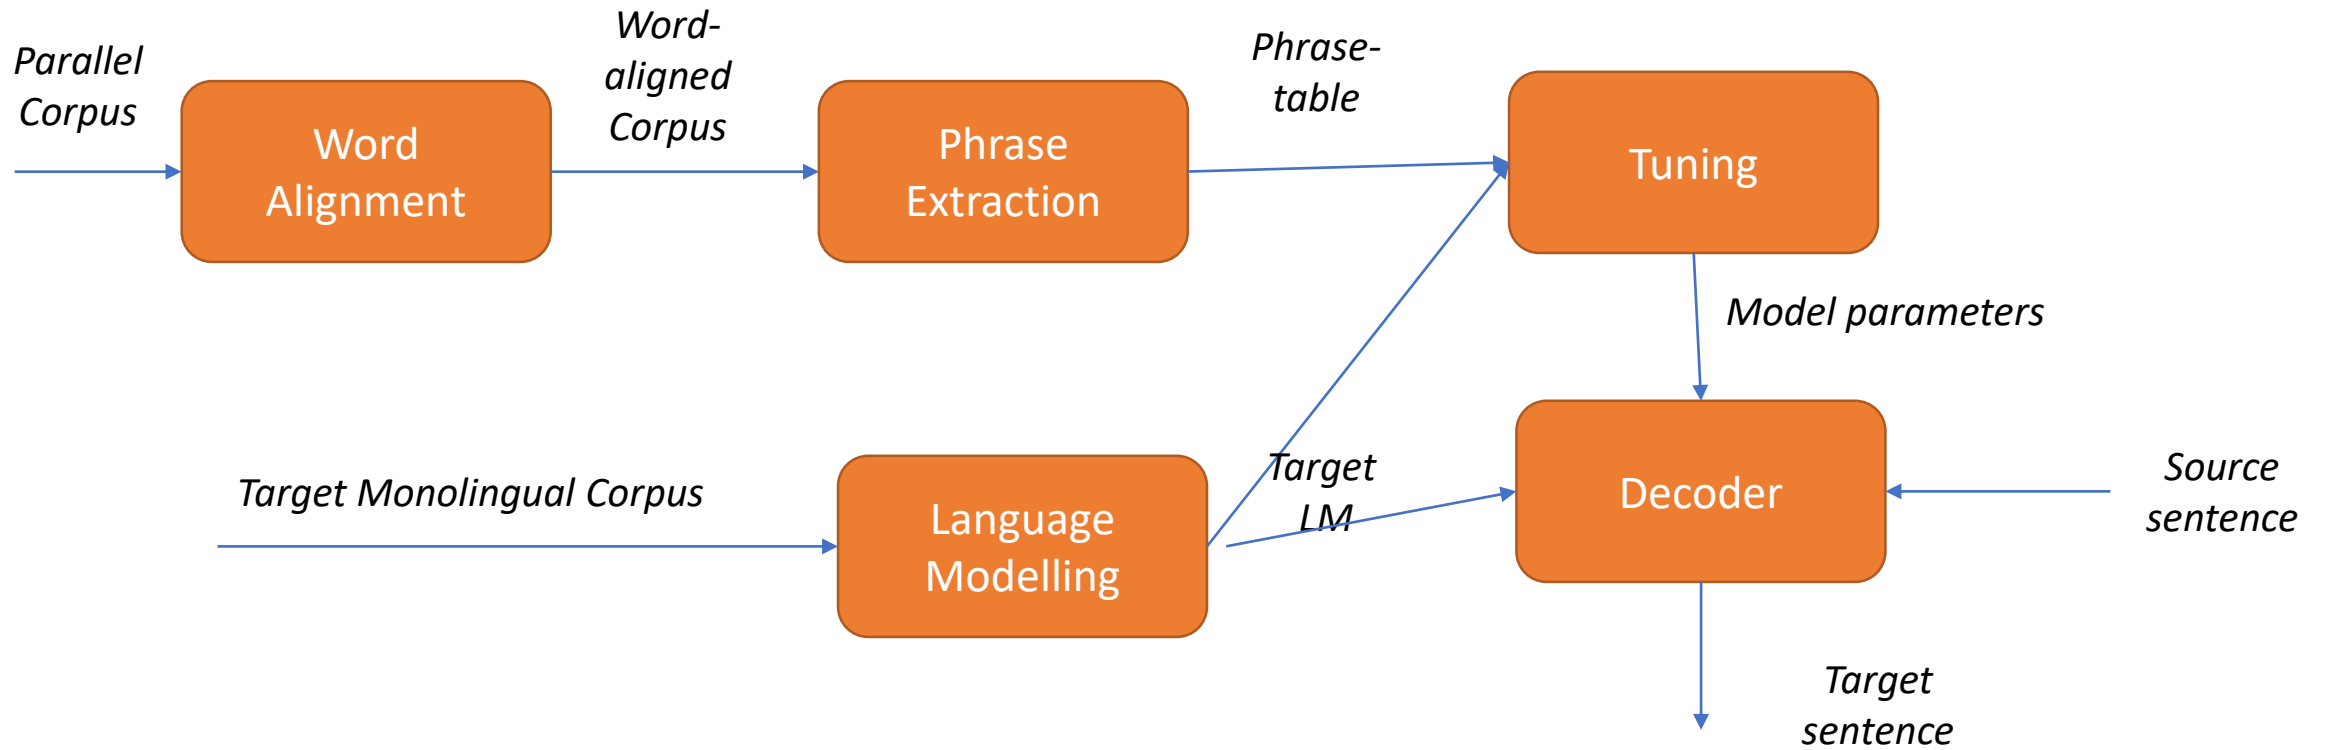 Parallel
Corpus
Word
Alignment
Word-
aligned
Corpus
Phrase
Extraction
Phrase-
table
Tuning
Model parameters
Target Monolingual Corpus
Language
Modelling
Target
LM
Decoder
Source
sentence
Target
sentence